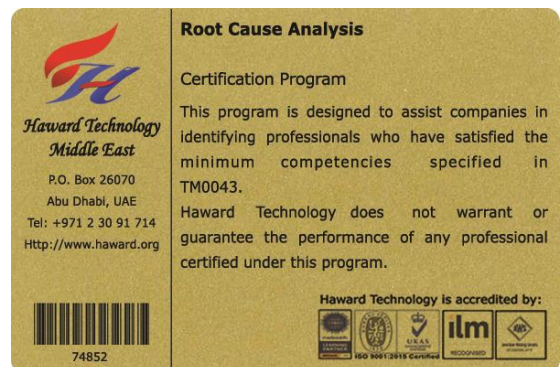 H
Haward Technology
Middle East
P.O. Box 26070
Abu Dhabi, UAE
Tel: +971 2 30 91 714
Http://www.haward.org
74852
Root Cause Analysis
Certification Program
This program is designed to assist companies in
identifying professionals who have satisfied the
minimum competencies specified in
TM0043.
Haward Technology does not warrant or
guarantee the performance of any professional
certified under this program.
Haward Technology is accredited by:
UKAS
ISO 9001:2015 Certified
ilm
RECOGNISED